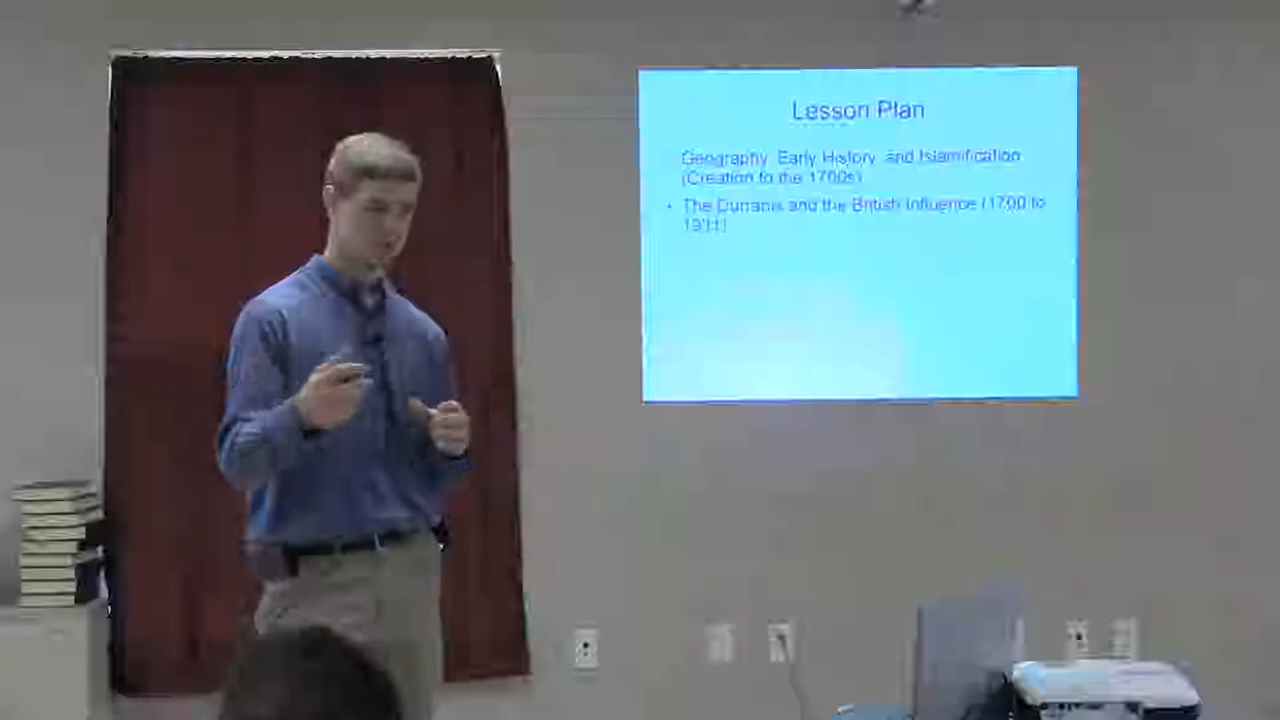 Lesson Plan
Geography, Early History, and Islamification
(Creation to the 1700s)
• The Durranis and the British Influence (1700 to
1931)